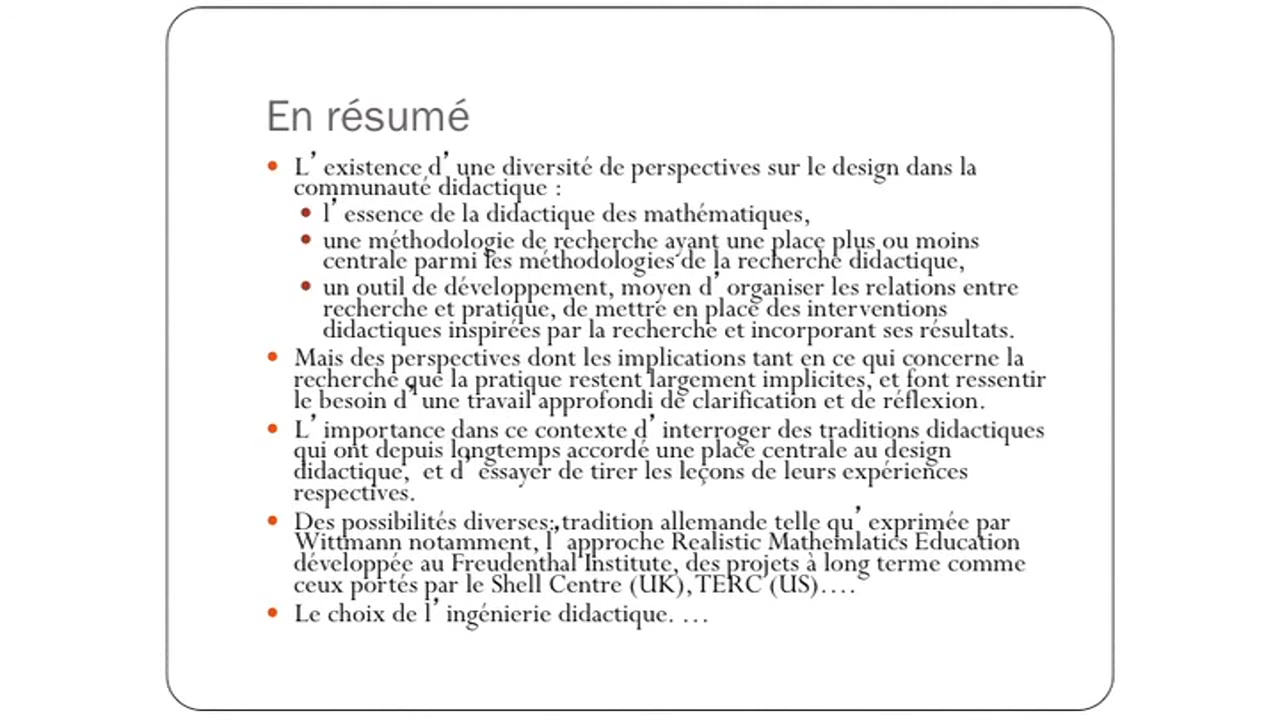 En résumé
• L’ existence d’ une diversité de perspectives sur le design dans la
communauté didactique :
• l’ essence de la didactique des mathématiques,
• une méthodologie de recherche ayant une place plus ou moins
centrale parmi les méthodologies de la recherche didactique,
• un outil de développement, moyen d’ organiser les relations entre
recherche et pratique, de mettre en place des interventions
didactiques inspirées par la recherche et incorporant ses résultats.
• Mais des perspectives dont les implications tant en ce qui concerne la
recherche que la pratique restent largement implicites, et font ressentir
le besoin d’ une travail approfondi de clarification et de réflexion.
• L’ importance dans ce contexte d’ interroger des traditions didactiques
qui ont depuis longtemps accordé une place centrale au design
didactique, et d’ essayer de tirer les leçons de leurs expériences
respectives.
• Des possibilités diverses:,tradition allemande telle qu’ exprimée par
Wittmann notamment, l’ approche Realistic Mathemlatics Education
développée au Freudenthal Institute, des projets à long terme comme
ceux portés par le Shell Centre (UK), TERC (US)….
• Le choix de l’ ingénierie didactique. …